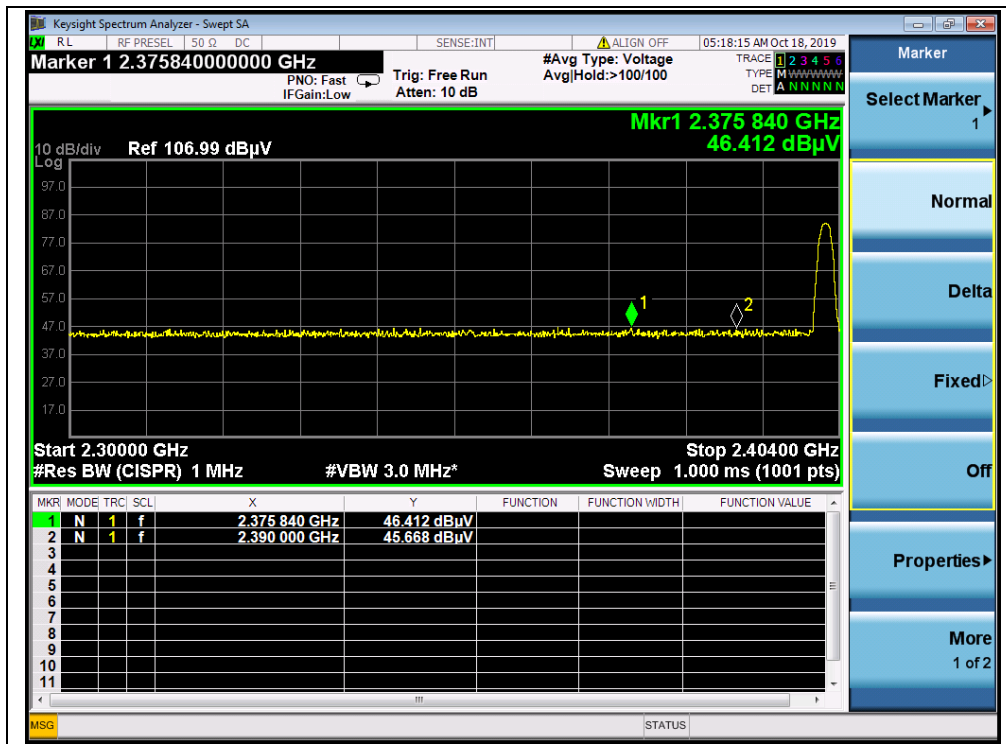 Keysight Spectrum Analyzer - Swept SA
LXI RL RF PRESEL 50 Ω DC SENSE:INT ALIGN OFF 05:18:15 AM Oct 18, 2019
Marker 1 2.375840000000 GHz
PNO: Fast
IFGain:Low
Trig: Free Run
Atten: 10 dB
#Avg Type: Voltage
Avg|Hold:>100/100
TRACE 1 2 3 4 5 6
TYPE M WWWWW
DET A N N N N N
Mkr1 2.375 840 GHz
46.412 dBµV
10 dB/div Ref 106.99 dBµV
Log
97.0
87.0
77.0
67.0
57.0
47.0
37.0
27.0
17.0
1
2
Start 2.30000 GHz Stop 2.40400 GHz
#Res BW (CISPR) 1 MHz #VBW 3.0 MHz* Sweep 1.000 ms (1001 pts)
MKR MODE TRC SCL X Y FUNCTION FUNCTION WIDTH FUNCTION VALUE
1 N 1 f 2.375 840 GHz 46.412 dBµV
2 N 1 f 2.390 000 GHz 45.668 dBµV
3
4
5
6
7
8
9
10
11
MSG STATUS
Marker
Select Marker
1
Normal
Delta
Fixed
Off
Properties
More
1 of 2